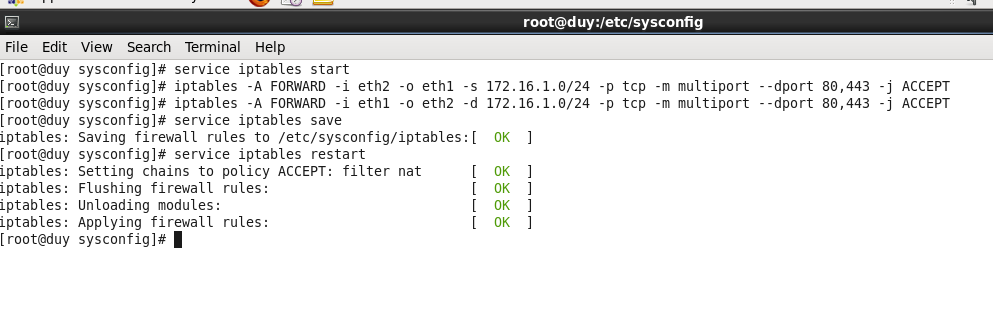 root@duy:/etc/sysconfig
File Edit View Search Terminal Help
[root@duy sysconfig]# service iptables start
[root@duy sysconfig]# iptables -A FORWARD -i eth2 -o eth1 -s 172.16.1.0/24 -p tcp -m multiport --dport 80,443 -j ACCEPT
[root@duy sysconfig]# iptables -A FORWARD -i eth1 -o eth2 -d 172.16.1.0/24 -p tcp -m multiport --dport 80,443 -j ACCEPT
[root@duy sysconfig]# service iptables save
iptables: Saving firewall rules to /etc/sysconfig/iptables:[  OK  ]
[root@duy sysconfig]# service iptables restart
iptables: Setting chains to policy ACCEPT: filter nat      [  OK  ]
iptables: Flushing firewall rules:                         [  OK  ]
iptables: Unloading modules:                               [  OK  ]
iptables: Applying firewall rules:                         [  OK  ]
[root@duy sysconfig]#